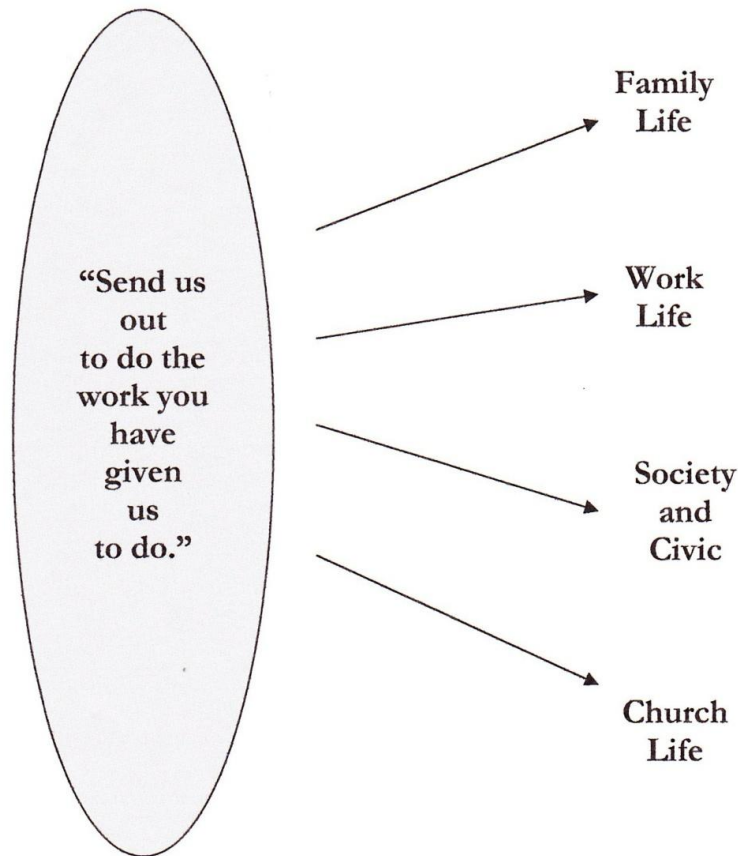 “Send us
out
to do the
work you
have
given
us
to do.”
Family
Life
Work
Life
Society
and
Civic
Church
Life